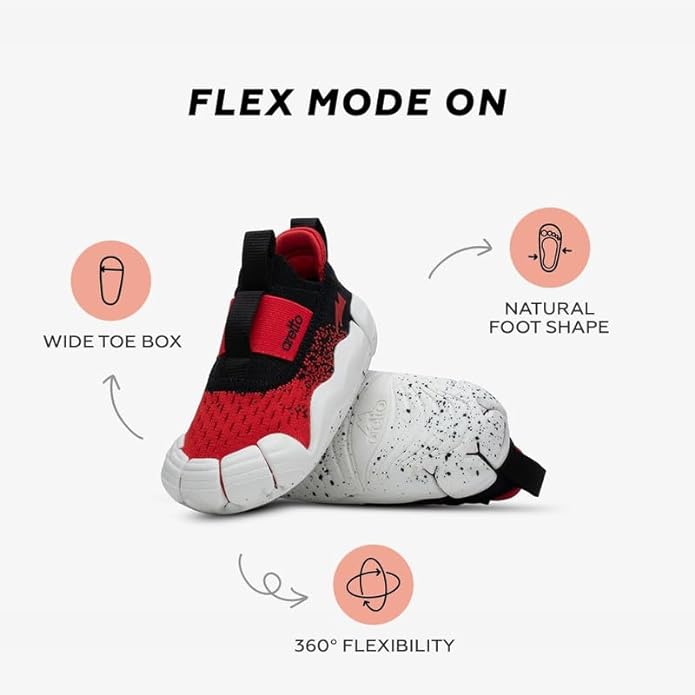 FLEX MODE ON
WIDE TOE BOX
NATURAL
FOOT SHAPE
aretto
aretto
360° FLEXIBILITY